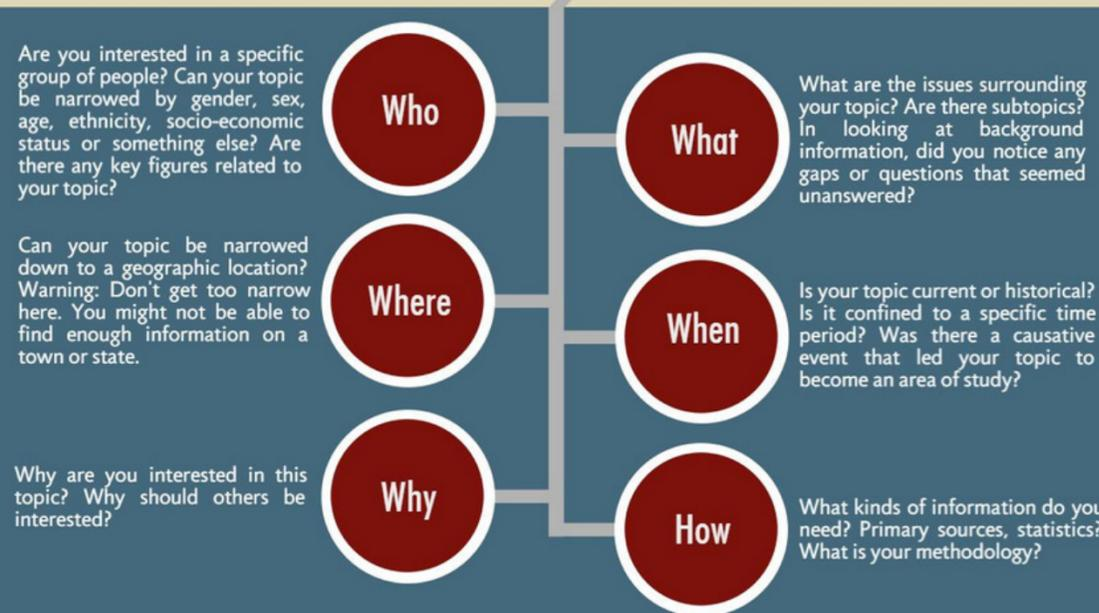 Are you interested in a specific
group of people? Can your topic
be narrowed by gender, sex,
age, ethnicity, socio-economic
status or something else? Are
there any key figures related to
your topic?
Who
What
What are the issues surrounding
your topic? Are there subtopics?
In looking at background
information, did you notice any
gaps or questions that seemed
unanswered?
Can your topic be narrowed
down to a geographic location?
Warning: Don't get too narrow
here. You might not be able to
find enough information on a
town or state.
Where
When
Is your topic current or historical?
Is it confined to a specific time
period? Was there a causative
event that led your topic to
become an area of study?
Why are you interested in this
topic? Why should others be
interested?
Why
How
What kinds of information do you
need? Primary sources, statistics?
What is your methodology?